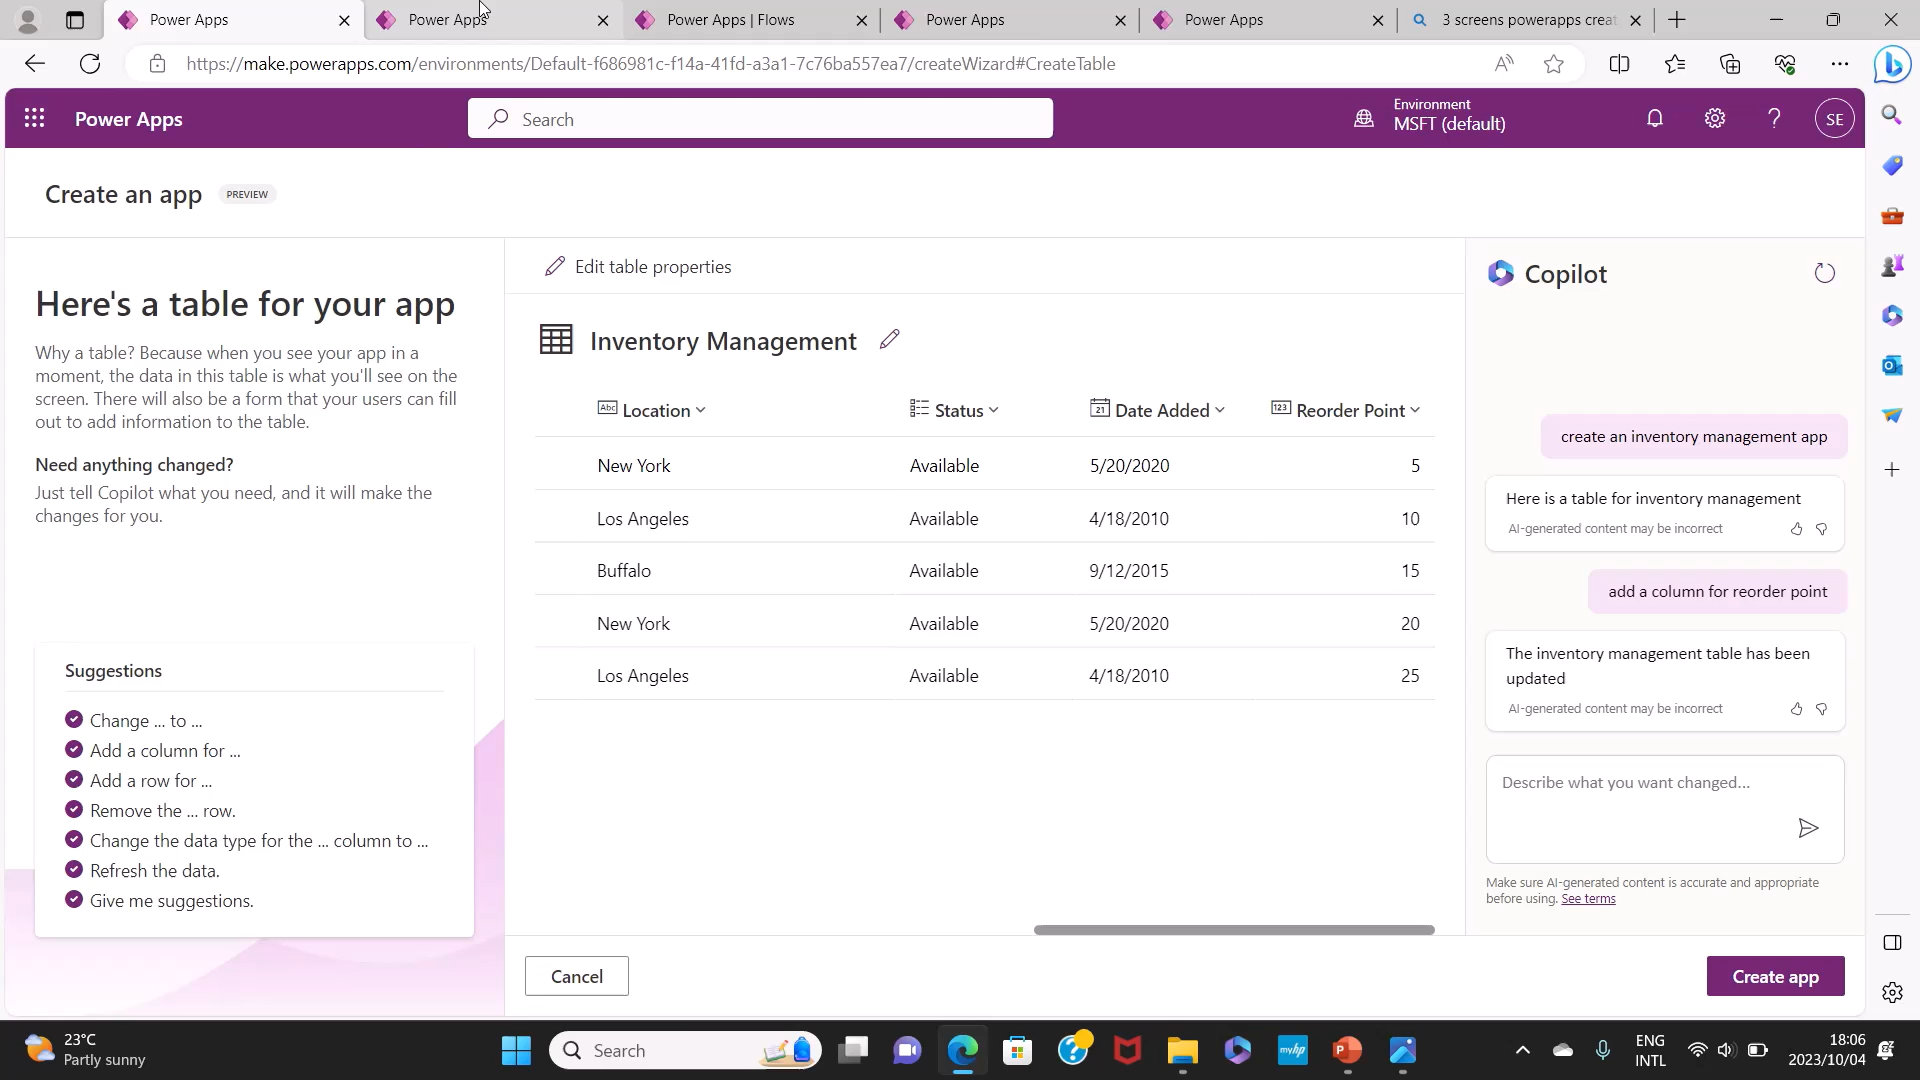 Power Apps
Power Apps
Power Apps | Flows
Power Apps
Power Apps
3 screens powerapps creat
https://make.powerapps.com/environments/Default-f686981c-f14a-41fd-a3a1-7c76ba557ea7/createWizard#CreateTable
Power Apps
Search
Environment
MSFT (default)
SE
Create an app
PREVIEW
Here's a table for your app
Why a table? Because when you see your app in a
moment, the data in this table is what you'll see on the
screen. There will also be a form that your users can fill
out to add information to the table.
Need anything changed?
Just tell Copilot what you need, and it will make the
changes for you.
Suggestions
Change ... to ...
Add a column for ...
Add a row for ...
Remove the ... row.
Change the data type for the ... column to ...
Refresh the data.
Give me suggestions.
Edit table properties
Inventory Management
Abc Location Status 21 Date Added 123 Reorder Point
New York Available 5/20/2020 5
Los Angeles Available 4/18/2010 10
Buffalo Available 9/12/2015 15
New York Available 5/20/2020 20
Los Angeles Available 4/18/2010 25
Cancel
Create app
Copilot
create an inventory management app
Here is a table for inventory management
AI-generated content may be incorrect
add a column for reorder point
The inventory management table has been
updated
AI-generated content may be incorrect
Describe what you want changed...
Make sure AI-generated content is accurate and appropriate
before using. See terms
23°C
Partly sunny
Search
myhp
ENG
INTL
18:06
2023/10/04